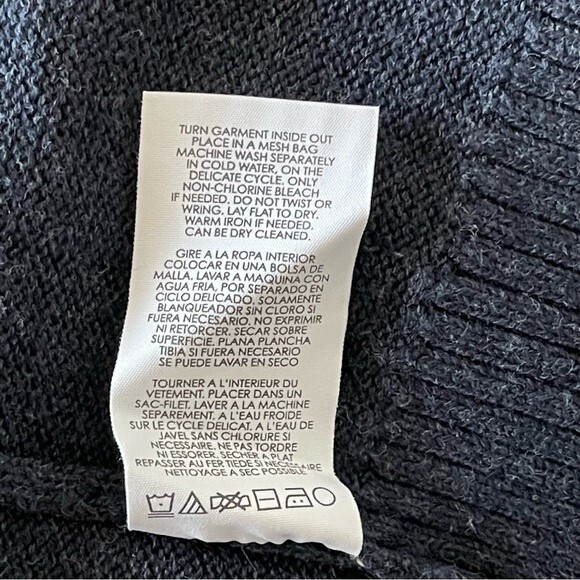 TURN GARMENT INSIDE OUT
PLACE IN A MESH BAG
MACHINE WASH SEPARATELY
IN COLD WATER, ON THE
DELICATE CYCLE. ONLY
NON-CHLORINE BLEACH
IF NEEDED. DO NOT TWIST OR
WRING. LAY FLAT TO DRY.
WARM IRON IF NEEDED.
CAN BE DRY CLEANED.
GIRE A LA ROPA INTERIOR
COLOCAR EN UNA BOLSA DE
MALLA. LAVAR A MAQUINA CON
AGUA FRIA, POR SEPARADO EN
CICLO DELICADO. SOLAMENTE
BLANQUEADOR SIN CLORO SI
FUERA NECESARIO. NO EXPRIMIR
NI RETORCER. SECAR SOBRE
SUPERFICIE. PLANA PLANCHA
TIBIA SI FUERA NECESARIO
SE PUEDE LAVAR EN SECO
TOURNER A L'INTERIEUR DU
VETEMENT. PLACER DANS UN
SAC-FILET. LAVER A LA MACHINE
SEPAREMENT. A L'EAU FROIDE
SUR LE CYCLE DELICAT. A L'EAU DE
JAVEL SANS CHLORURE SI
NECESSAIRE. NE PAS TORDRE
NI ESSORER. SECHER A PLAT
REPASSER AU FER TIEDE SI NECESSAIRE
NETTOYAGE A SEC POSSIBLE